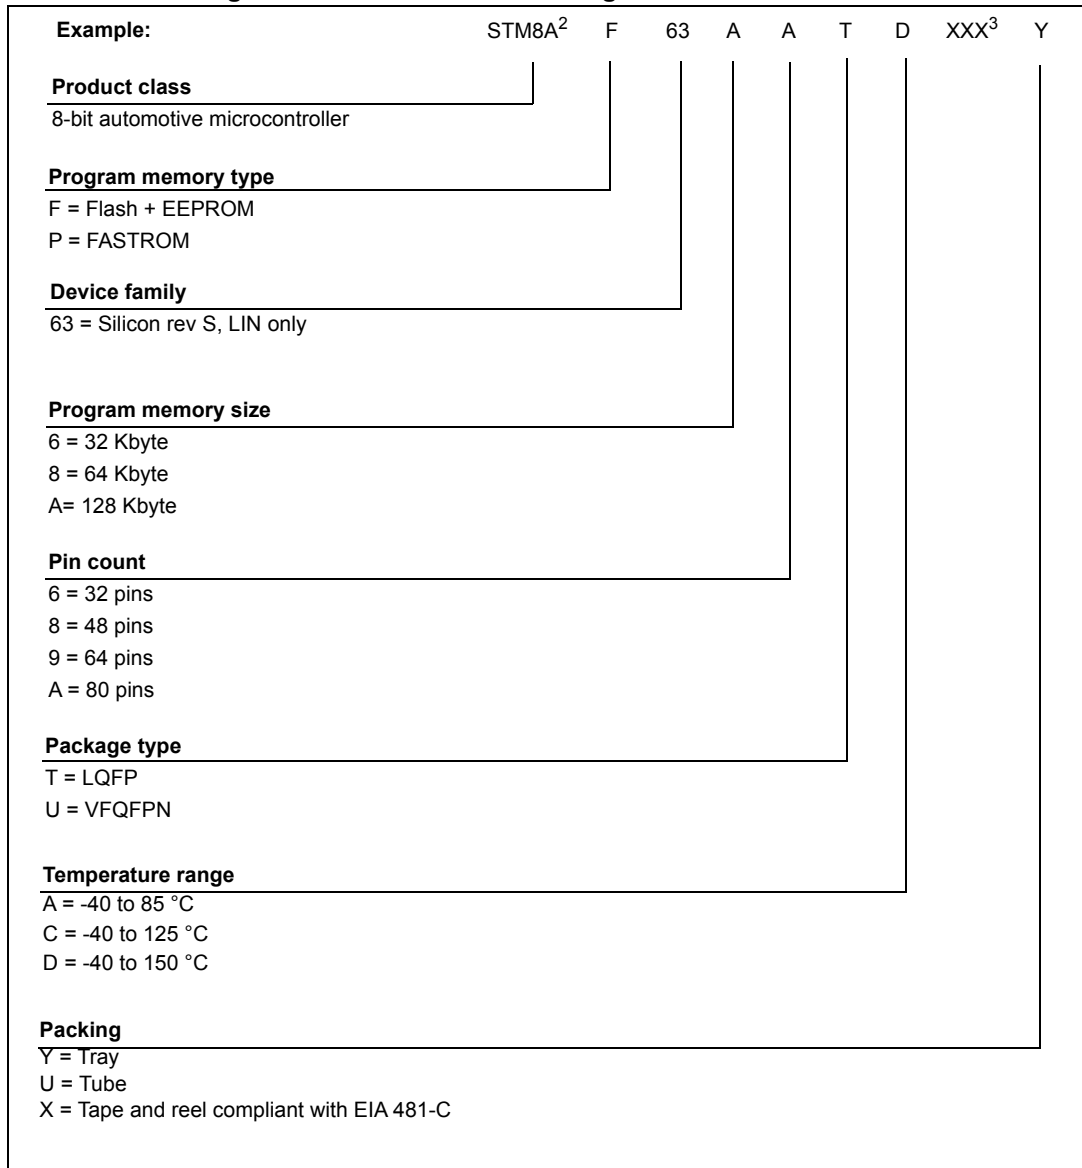 Example: STM8A2 F 63 A A T D XXX3 Y
Product class
8-bit automotive microcontroller
Program memory type
F = Flash + EEPROM
P = FASTROM
Device family
63 = Silicon rev S, LIN only
Program memory size
6 = 32 Kbyte
8 = 64 Kbyte
A= 128 Kbyte
Pin count
6 = 32 pins
8 = 48 pins
9 = 64 pins
A = 80 pins
Package type
T = LQFP
U = VFQFPN
Temperature range
A = -40 to 85 °C
C = -40 to 125 °C
D = -40 to 150 °C
Packing
Y = Tray
U = Tube
X = Tape and reel compliant with EIA 481-C